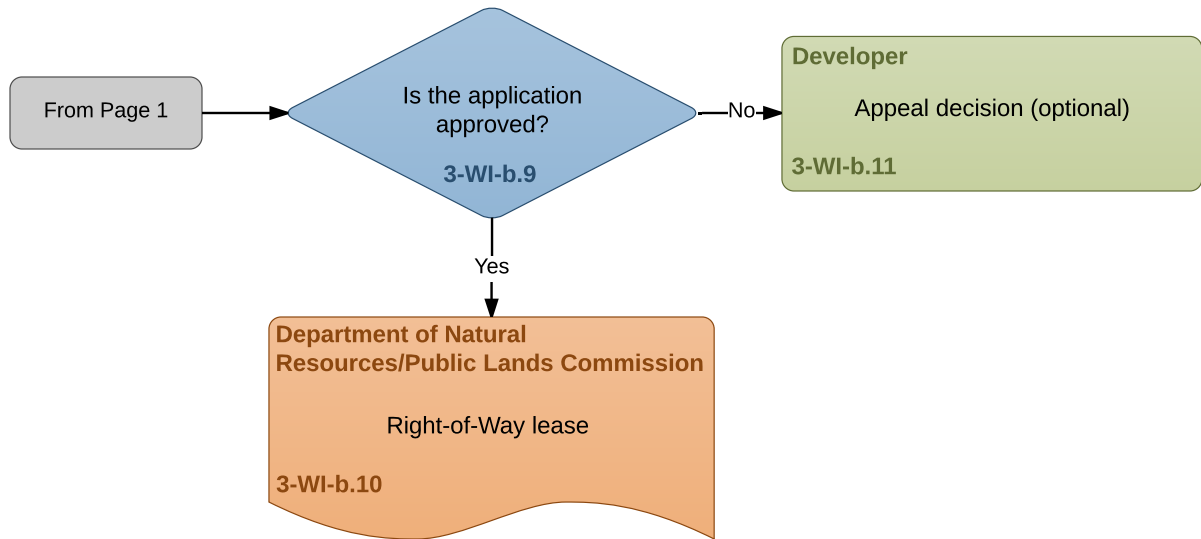 From Page 1
Is the application
approved?
3-WI-b.9
No
Developer
Appeal decision (optional)
3-WI-b.11
Yes
Department of Natural
Resources/Public Lands Commission
Right-of-Way lease
3-WI-b.10